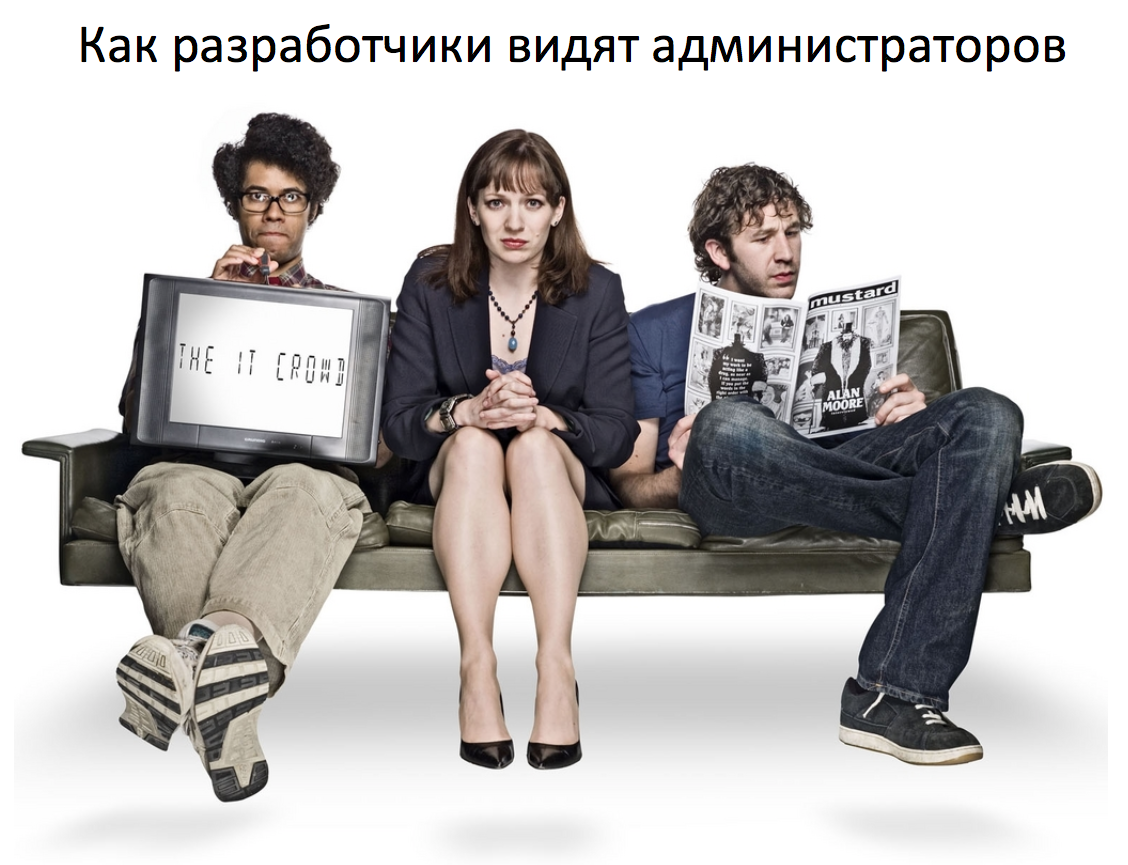 Как разработчики видят администраторов
THE IT CROWD
mustard
ALAN
MOORE